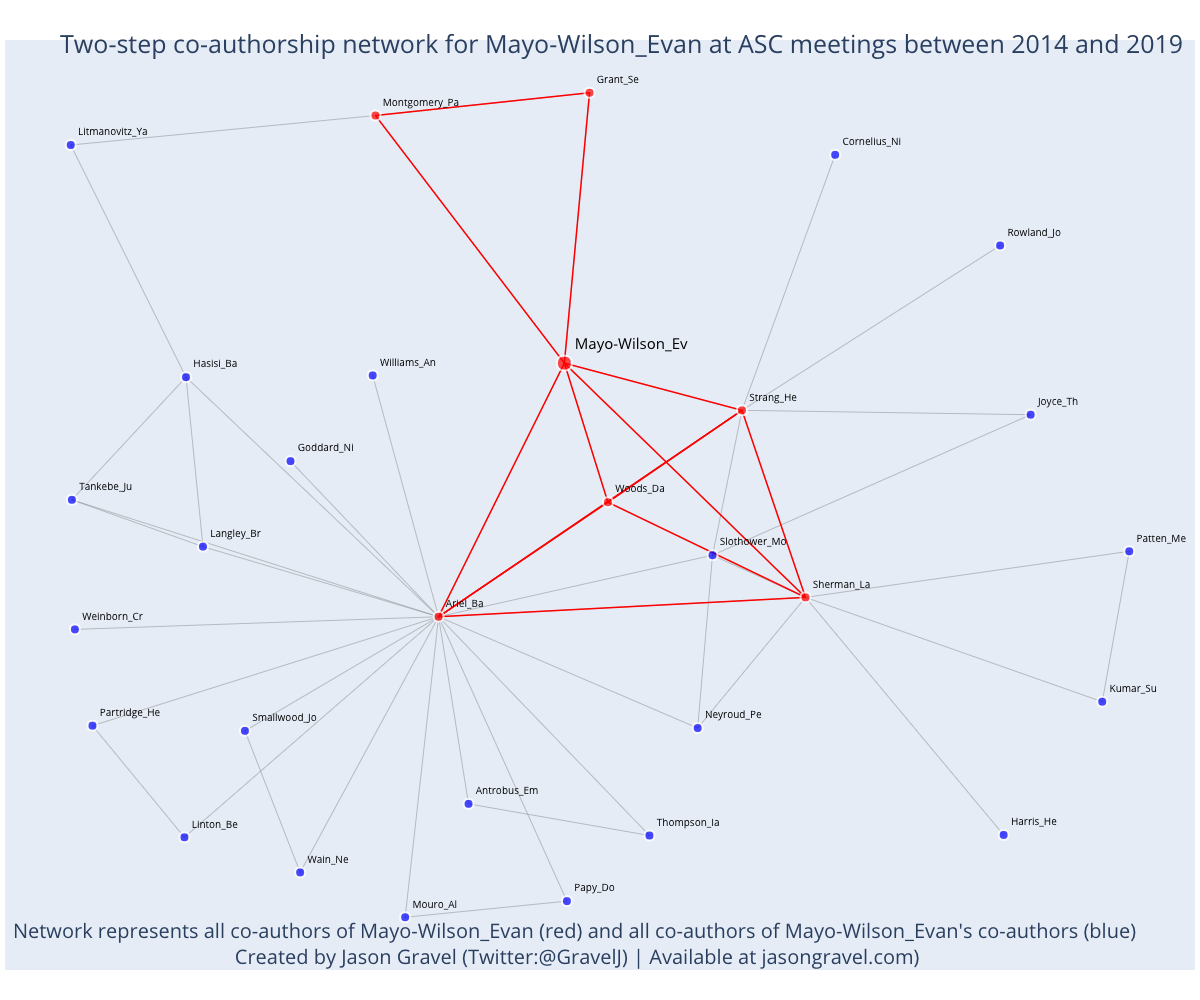 Two-step co-authorship network for Mayo-Wilson_Evan at ASC meetings between 2014 and 2019
Grant_Se
Montgomery_Pa
Litmanovitz_Ya
Cornelius_Ni
Rowland_Jo
Mayo-Wilson_Ev
Hasisi_Ba
Williams_An
Strang_He
Joyce_Th
Goddard_Ni
Tankebe_Ju
Woods_Da
Langley_Br
Slothower_Mo
Patten_Me
Sherman_La
Ariel_Ba
Weinborn_Cr
Kumar_Su
Partridge_He
Smallwood_Jo
Neyroud_Pe
Antrobus_Em
Linton_Be
Thompson_Ia
Harris_He
Wain_Ne
Papy_Do
Mouro_Al
Network represents all co-authors of Mayo-Wilson_Evan (red) and all co-authors of Mayo-Wilson_Evan's co-authors (blue)
Created by Jason Gravel (Twitter:@GravelJ) | Available at jasongravel.com)